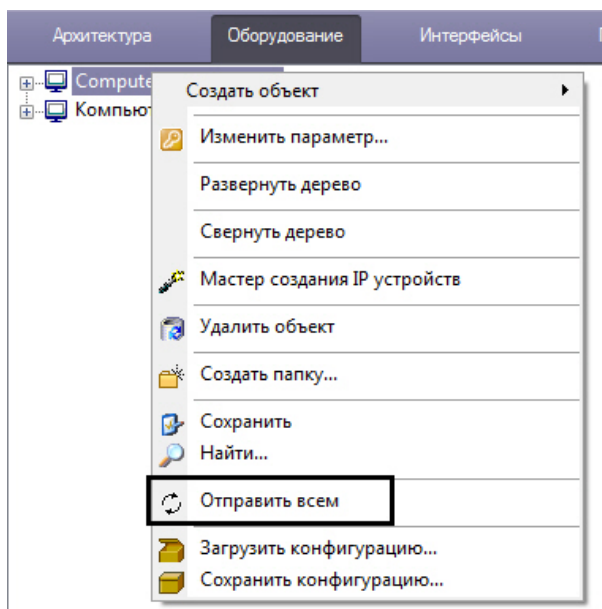 Архитектура Оборудование Интерфейсы
Compute
Компьют
Создать объект
Изменить параметр...
Развернуть дерево
Свернуть дерево
Мастер создания IP устройств
Удалить объект
Создать папку...
Сохранить
Найти...
Отправить всем
Загрузить конфигурацию...
Сохранить конфигурацию...